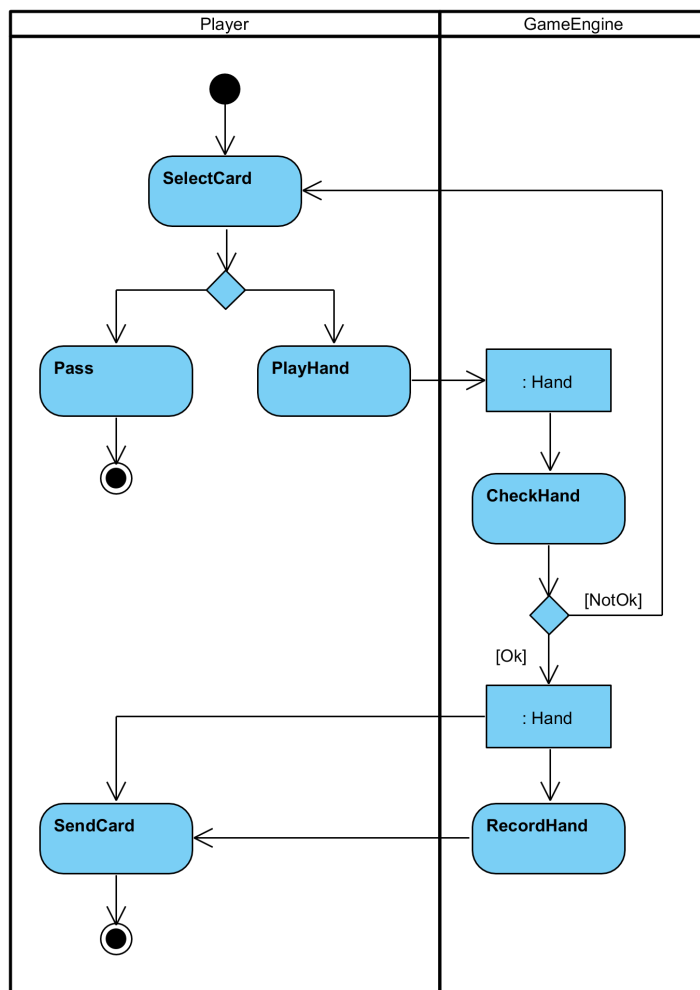 Player
GameEngine
SelectCard
Pass
PlayHand
: Hand
CheckHand
[NotOk]
[Ok]
: Hand
SendCard
RecordHand